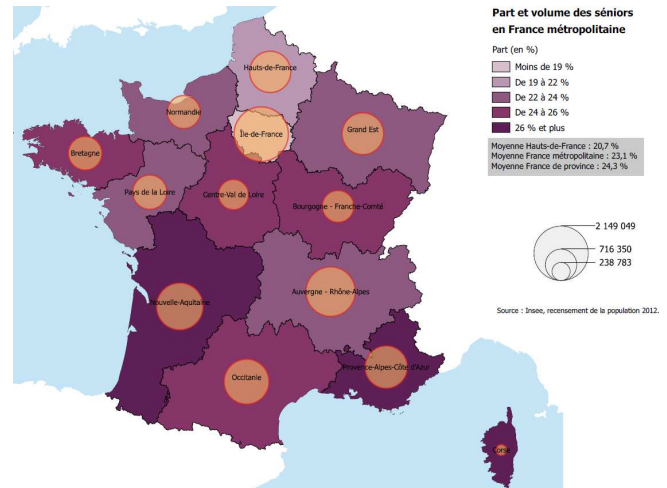 Part et volume des séniors
en France métropolitaine
Part (en %)
Moins de 19 %
De 19 à 22 %
De 22 à 24 %
De 24 à 26 %
26 % et plus
Moyenne Hauts-de-France : 20,7 %
Moyenne France métropolitaine : 23,1 %
Moyenne France de province : 24,3 %
2 149 049
716 350
238 783
Source : Insee, recensement de la population 2012.
Hauts-de-France
Normandie
Île-de-France
Grand Est
Bretagne
Pays de la Loire
Centre-Val de Loire
Bourgogne - Franche-Comté
Nouvelle-Aquitaine
Auvergne - Rhône-Alpes
Occitanie
Provence-Alpes-Côte d'Azur
Corse